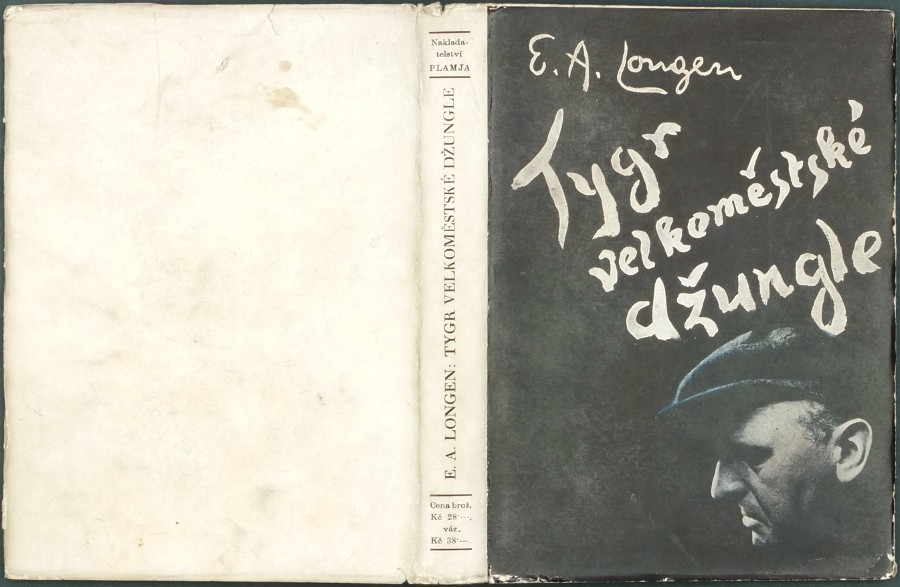 Naklada-
telství
PLAMJA
E. A. LONGEN: TYGR VELKOMĚSTSKÉ DŽUNGLE
Cena brož.
Kč 28·—,
váz.
Kč 38·—.
E. A. Longen
Tygr
velkoměstské
džungle